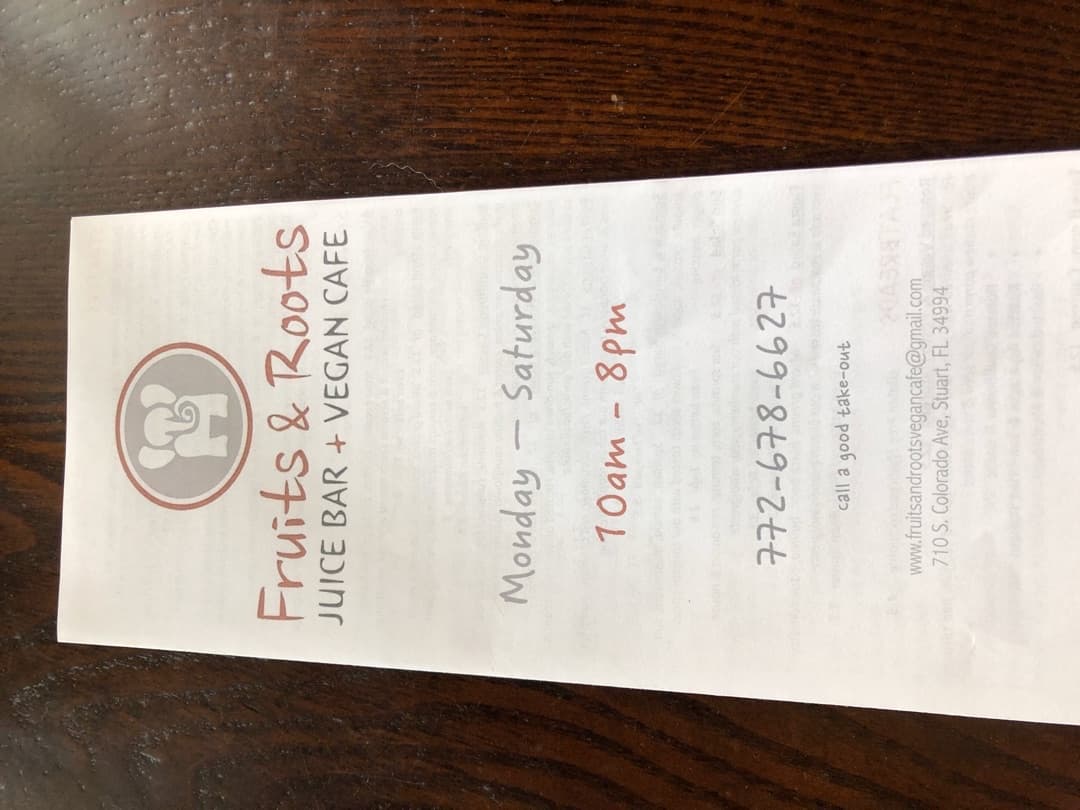 Fruits & Roots
JUICE BAR + VEGAN CAFE
Monday — Saturday
10am - 8pm
772-678-6627
call a good take-out
www.fruitsandrootsvegancafe@gmail.com
710 S. Colorado Ave, Stuart, FL 34994